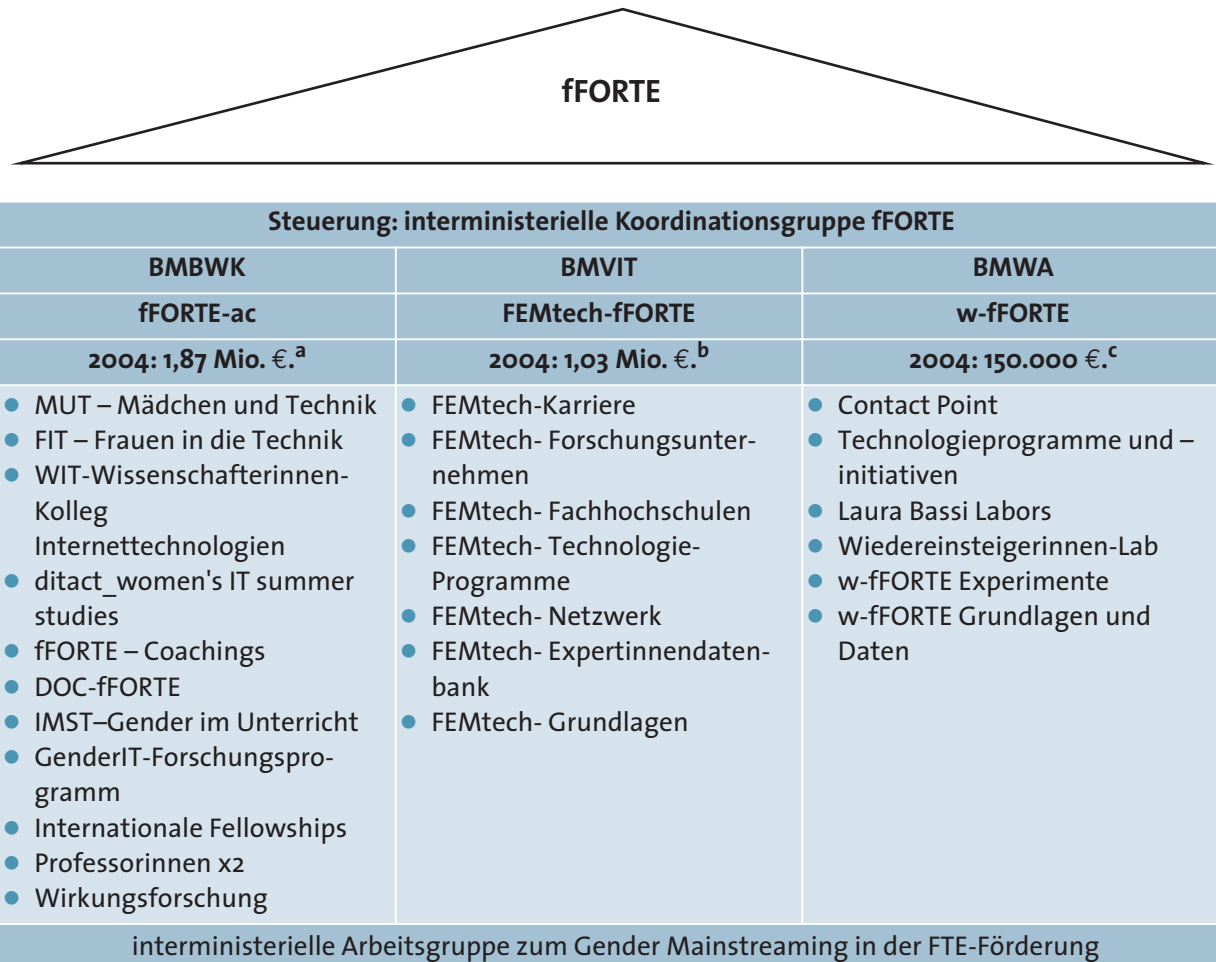 fFORTE
Steuerung: interministerielle Koordinationsgruppe fFORTE
BMBWK
BMVIT
BMWA
fFORTE-ac
FEMtech-fFORTE
w-fFORTE
2004: 1,87 Mio. €.a
2004: 1,03 Mio. €.b
2004: 150.000 €.c
● MUT – Mädchen und Technik
● FIT – Frauen in die Technik
● WIT-Wissenschafterinnen-
Kolleg
Internettechnologien
● ditact_women's IT summer
studies
● fFORTE – Coachings
● DOC-fFORTE
● IMST–Gender im Unterricht
● GenderIT-Forschungspro-
gramm
● Internationale Fellowships
● Professorinnen x2
● Wirkungsforschung
● FEMtech-Karriere
● FEMtech- Forschungsunter-
nehmen
● FEMtech- Fachhochschulen
● FEMtech- Technologie-
Programme
● FEMtech- Netzwerk
● FEMtech- Expertinnendaten-
bank
● FEMtech- Grundlagen
● Contact Point
● Technologieprogramme und –
initiativen
● Laura Bassi Labors
● Wiedereinsteigerinnen-Lab
● w-fFORTE Experimente
● w-fFORTE Grundlagen und
Daten
interministerielle Arbeitsgruppe zum Gender Mainstreaming in der FTE-Förderung